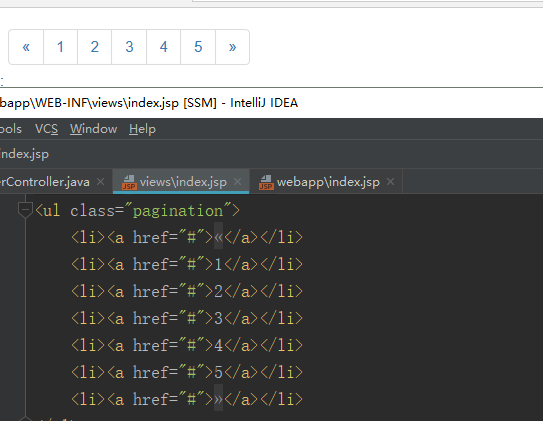 « 1 2 3 4 5 »
:
bapp\WEB-INF\views\index.jsp [SSM] - IntelliJ IDEA
ools VCS Window Help
index.jsp
erController.java × views\index.jsp × webapp\index.jsp ×
<ul class="pagination">
<li><a href="#">«</a></li>
<li><a href="#">1</a></li>
<li><a href="#">2</a></li>
<li><a href="#">3</a></li>
<li><a href="#">4</a></li>
<li><a href="#">5</a></li>
<li><a href="#">»</a></li>